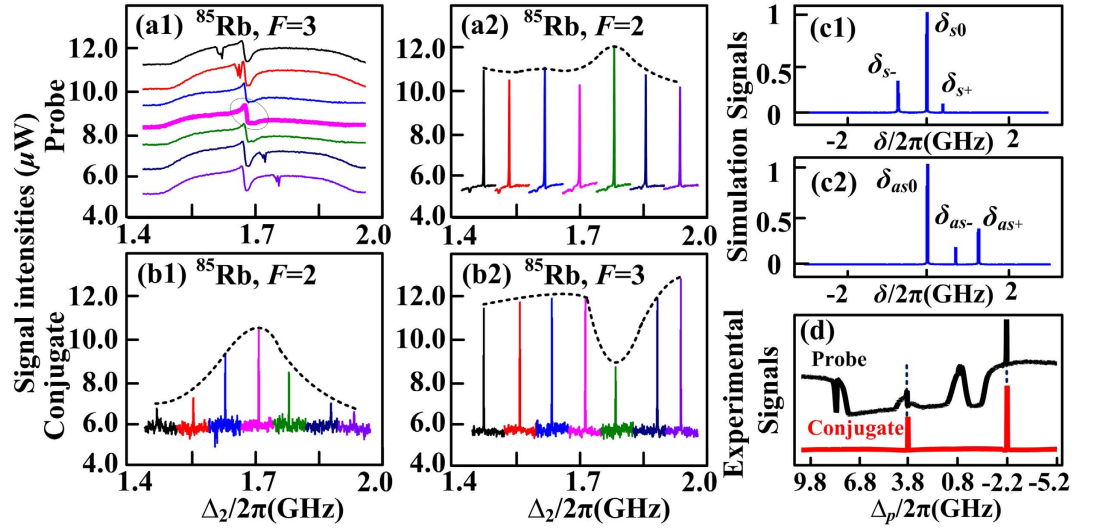 Signal intensities (μW)
Conjugate Probe
(a1) ⁸⁵Rb, F=3
12.0
10.0
8.0
6.0
4.0
1.4 1.7 2.0
(a2) ⁸⁵Rb, F=2
12.0
10.0
8.0
6.0
4.0
1.4 1.7 2.0
(b1) ⁸⁵Rb, F=2
12.0
10.0
8.0
6.0
4.0
1.4 1.7 2.0
Δ₂/2π(GHz)
(b2) ⁸⁵Rb, F=3
12.0
10.0
8.0
6.0
4.0
1.4 1.7 2.0
Δ₂/2π(GHz)
Simulation Signals
(c1)
1
0.5
0
δs-
δs0
δs+
-2 δ/2π(GHz) 2
(c2)
1
0.5
0
δas0
δas-
δas+
-2 δ/2π(GHz) 2
Experimental
Signals
(d)
Probe
Conjugate
9.8 6.8 3.8 0.8 -2.2 -5.2
Δp/2π(GHz)